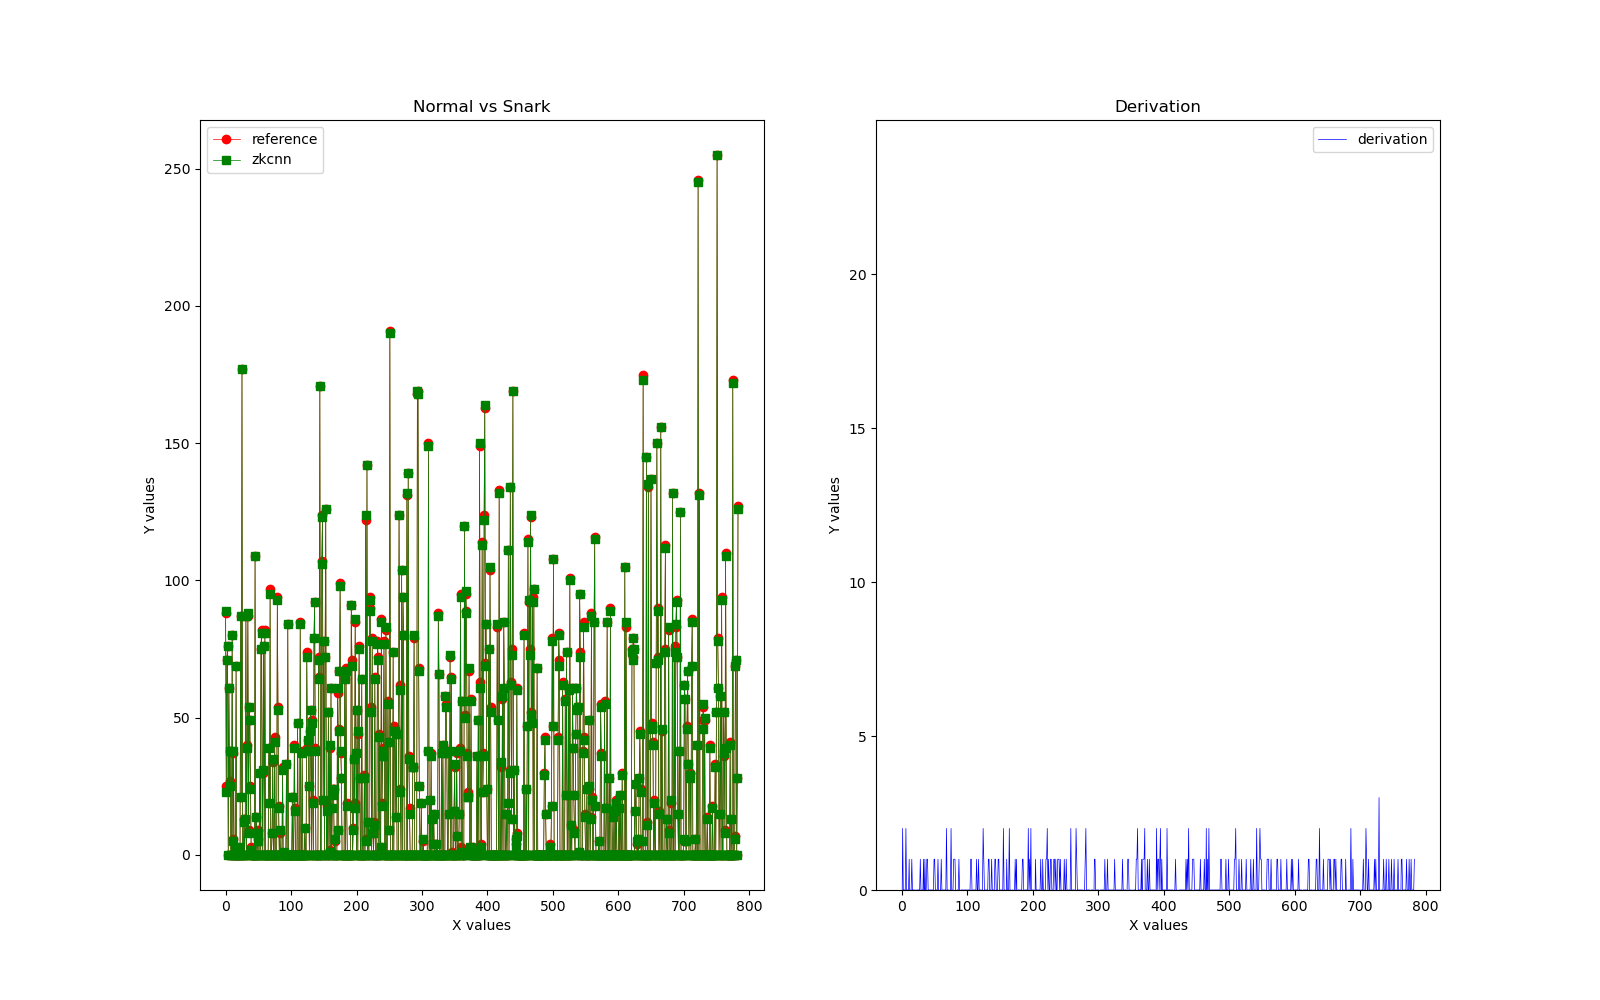 Normal vs Snark
reference
zkcnn
250
200
150
100
50
0
Y values
0 100 200 300 400 500 600 700 800
X values
Derivation
derivation
20
15
10
5
0
Y values
0 100 200 300 400 500 600 700 800
X values